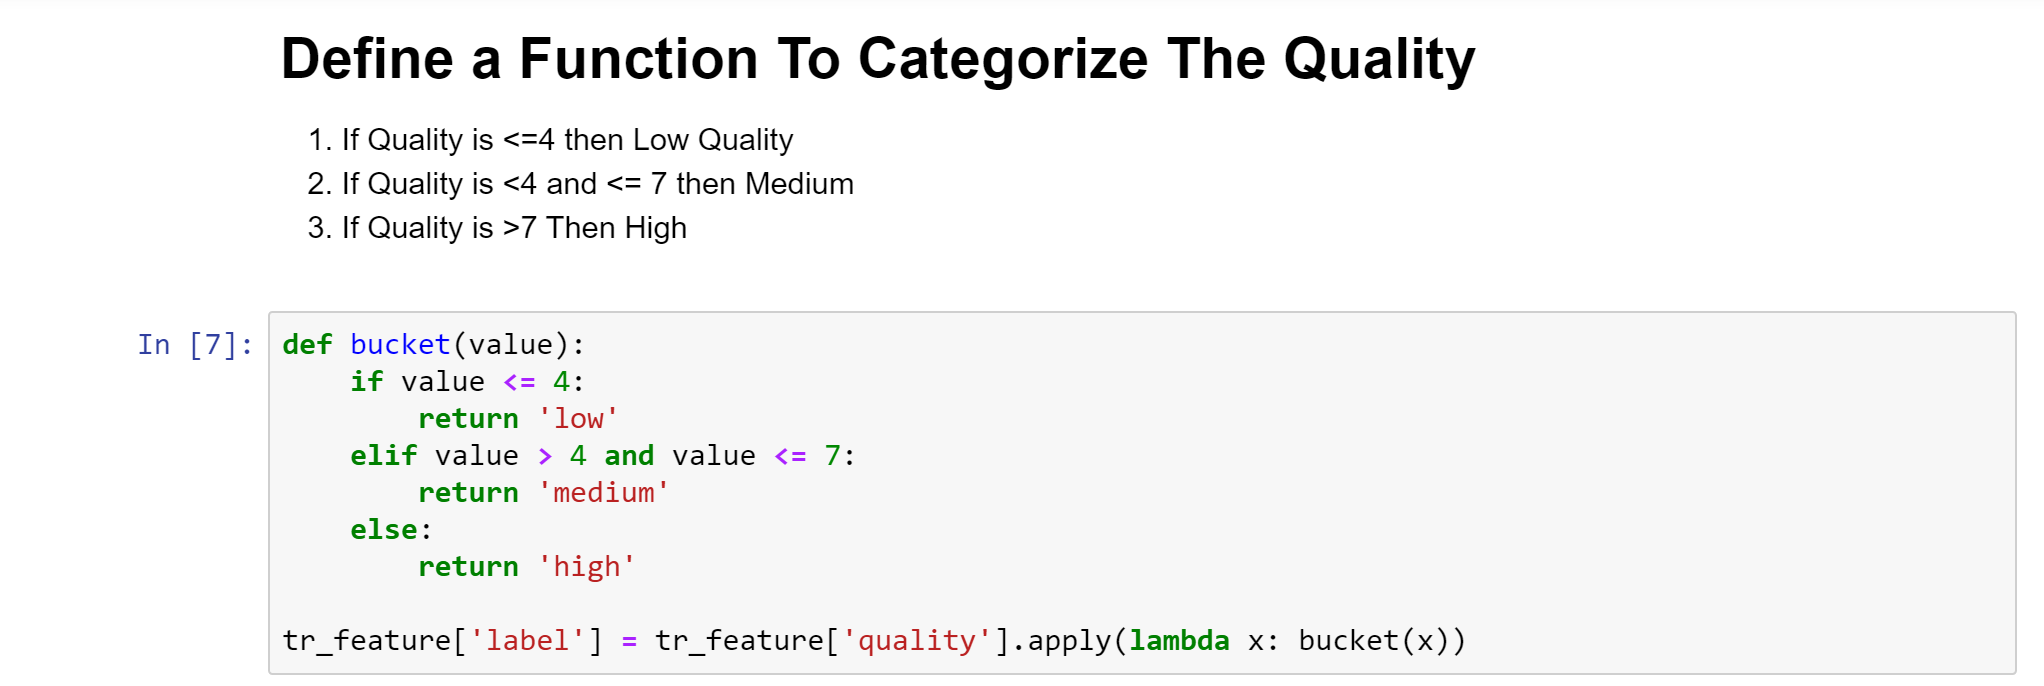 Define a Function To Categorize The Quality
1. If Quality is <=4 then Low Quality
2. If Quality is <4 and <= 7 then Medium
3. If Quality is >7 Then High
In [7]: def bucket(value):
    if value <= 4:
        return 'low'
    elif value > 4 and value <= 7:
        return 'medium'
    else:
        return 'high'
tr_feature['label'] = tr_feature['quality'].apply(lambda x: bucket(x))